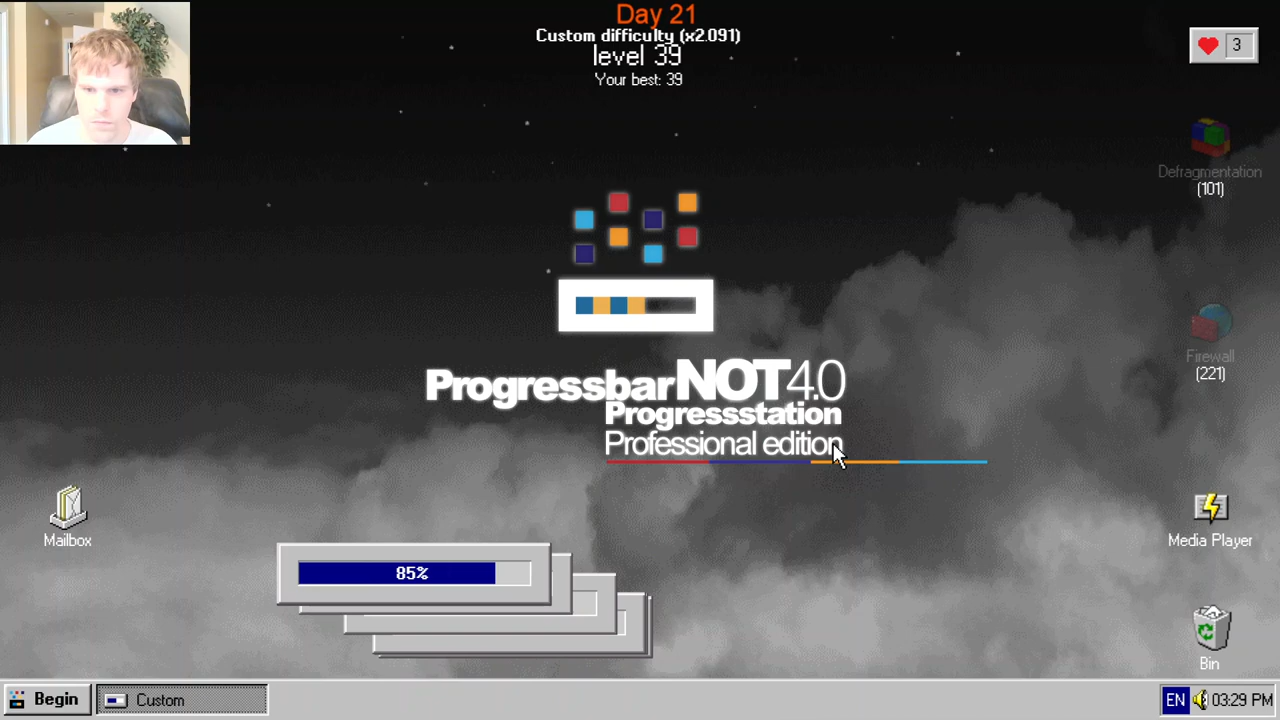 Day 21
Custom difficulty (x2.091)
level 39
Your best: 39
3
Defragmentation
(101)
ProgressbarNOT4.0
Progressstation
Professional edition
Firewall
(221)
Mailbox
Media Player
85%
Bin
Begin
Custom
EN
03:29 PM